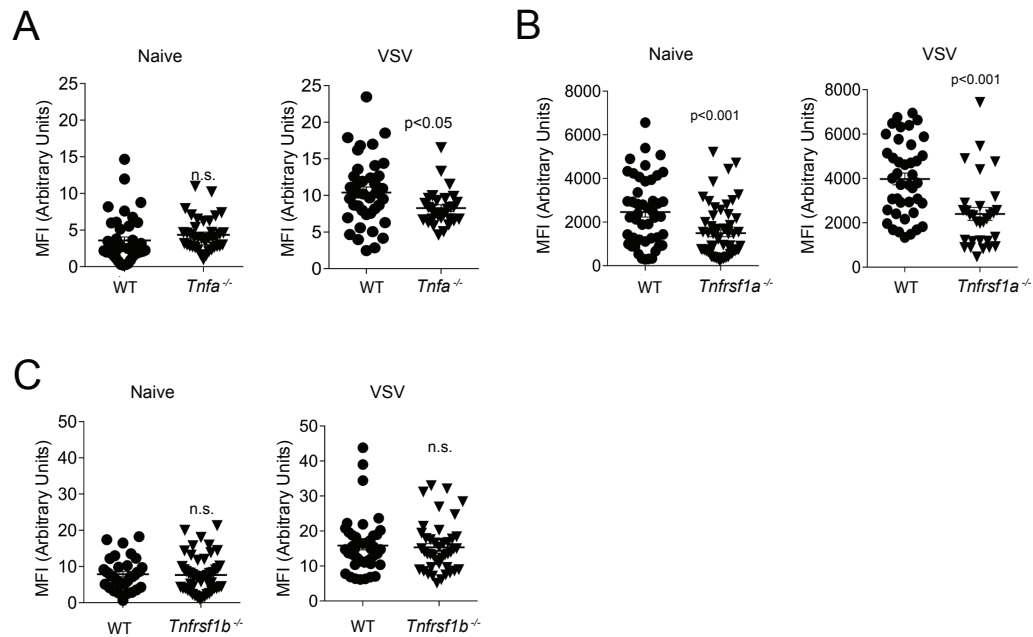 A
Naive
MFI (Arbitrary Units)
25
20
15
10
5
0
n.s.
WT
Tnfa -/-
VSV
MFI (Arbitrary Units)
25
20
15
10
5
0
p<0.05
WT
Tnfa -/-
B
Naive
MFI (Arbitrary Units)
8000
6000
4000
2000
0
p<0.001
WT
Tnfrsf1a -/-
VSV
MFI (Arbitrary Units)
8000
6000
4000
2000
0
p<0.001
WT
Tnfrsf1a -/-
C
Naive
MFI (Arbitrary Units)
50
40
30
20
10
0
n.s.
WT
Tnfrsf1b -/-
VSV
MFI (Arbitrary Units)
50
40
30
20
10
0
n.s.
WT
Tnfrsf1b -/-